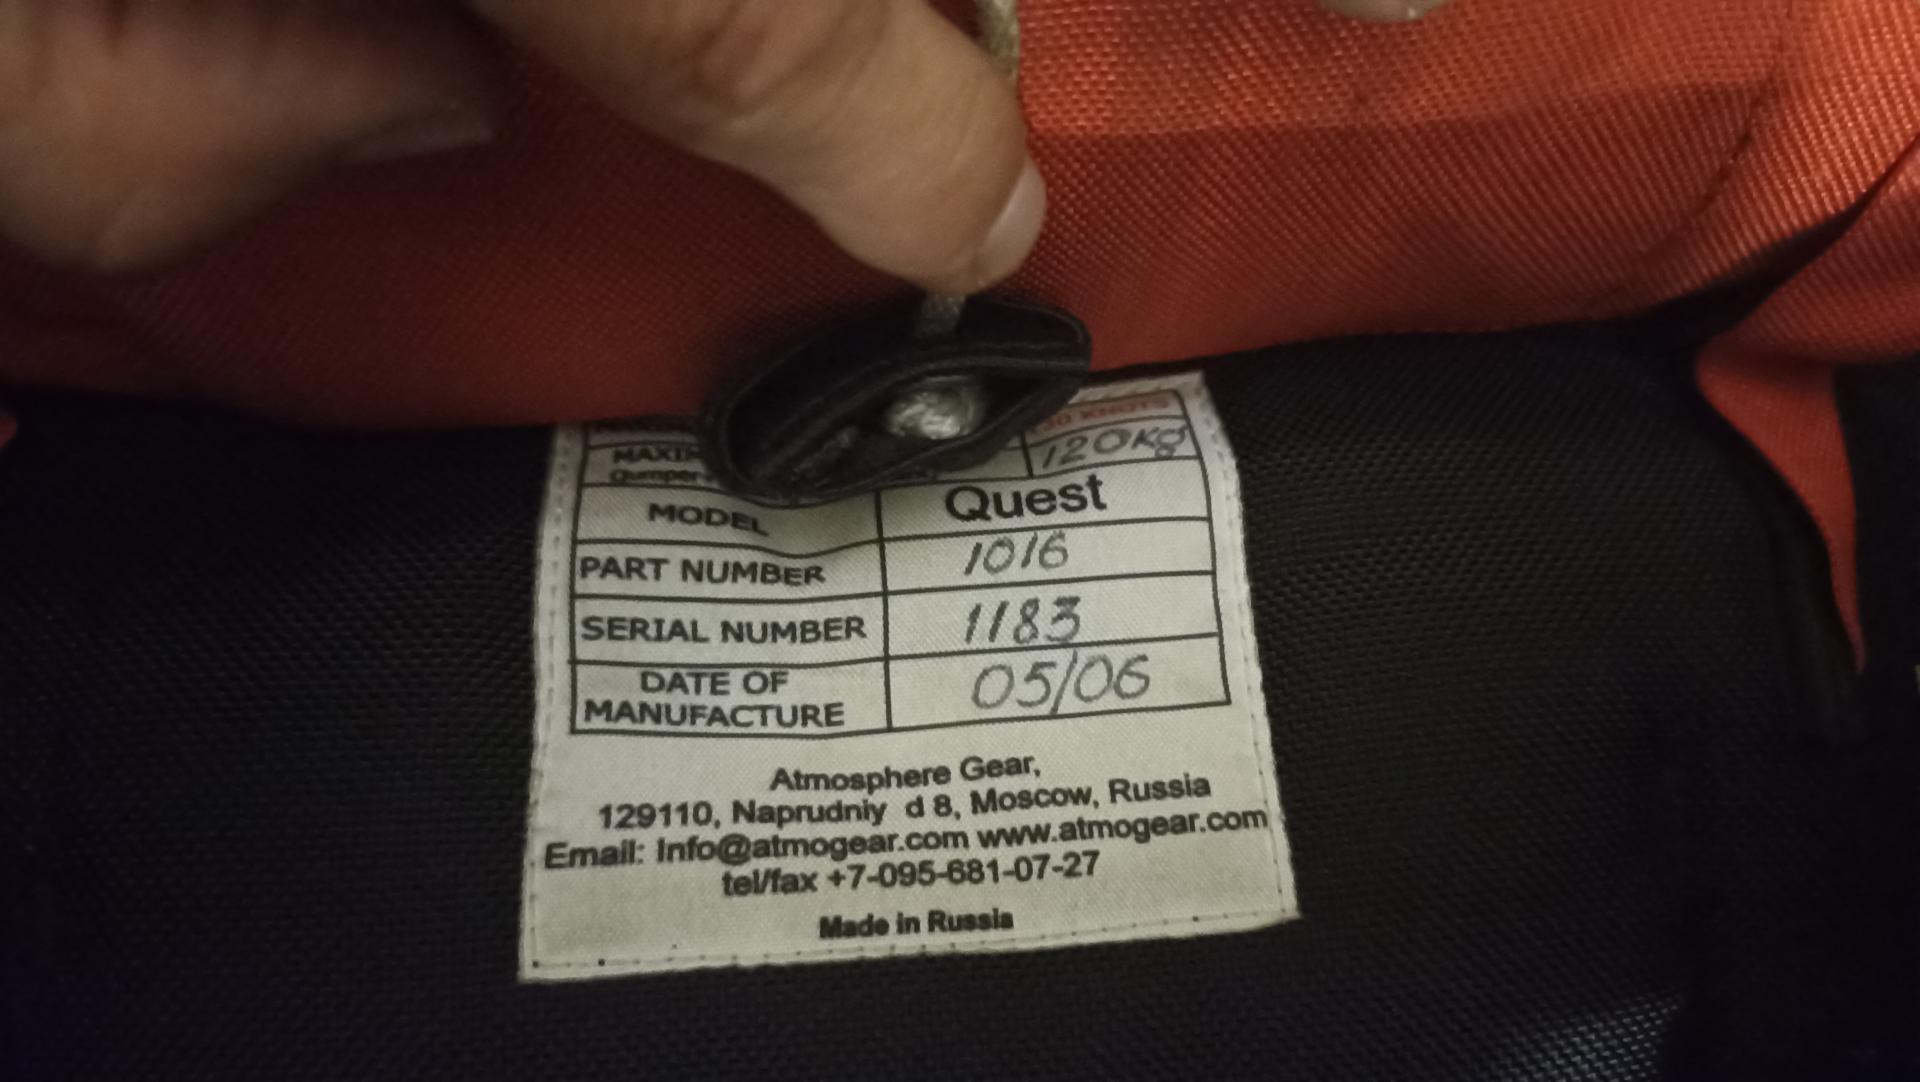 30 KNOTS
120KG
MODEL Quest
PART NUMBER 1016
SERIAL NUMBER 1183
DATE OF
MANUFACTURE 05/06
Atmosphere Gear,
129110, Naprudniy d 8, Moscow, Russia
Email: Info@atmogear.com www.atmogear.com
tel/fax +7-095-681-07-27
Made in Russia